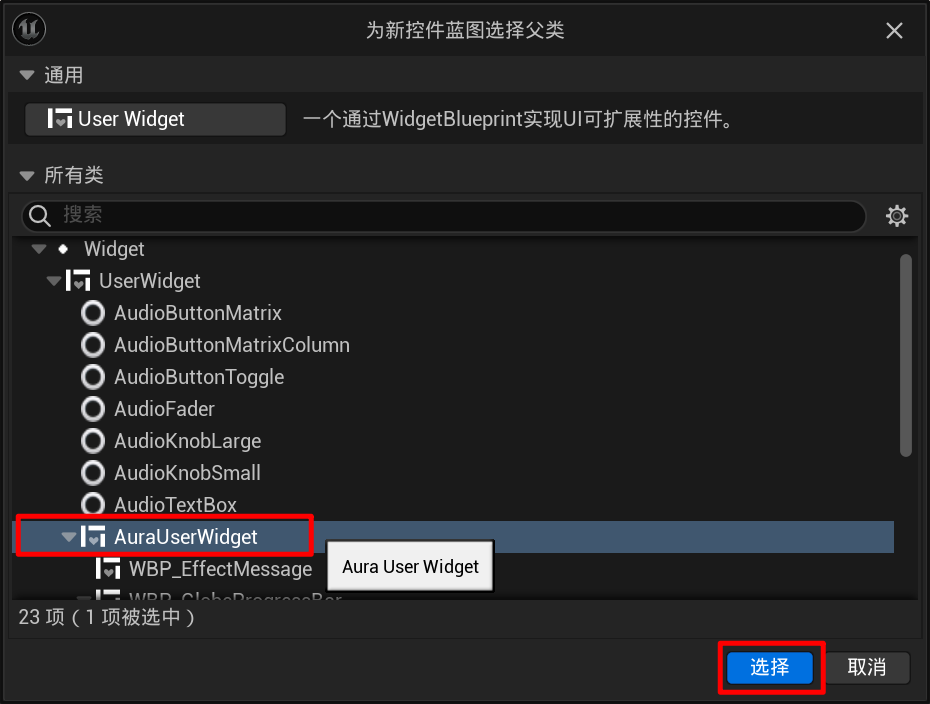 为新控件蓝图选择父类
通用
User Widget 一个通过WidgetBlueprint实现UI可扩展性的控件。
所有类
搜索
Widget
UserWidget
AudioButtonMatrix
AudioButtonMatrixColumn
AudioButtonToggle
AudioFader
AudioKnobLarge
AudioKnobSmall
AudioTextBox
AuraUserWidget
WBP_EffectMessage
Aura User Widget
WBP_GlobeProgressBar
23 项 ( 1 项被选中 )
选择 取消